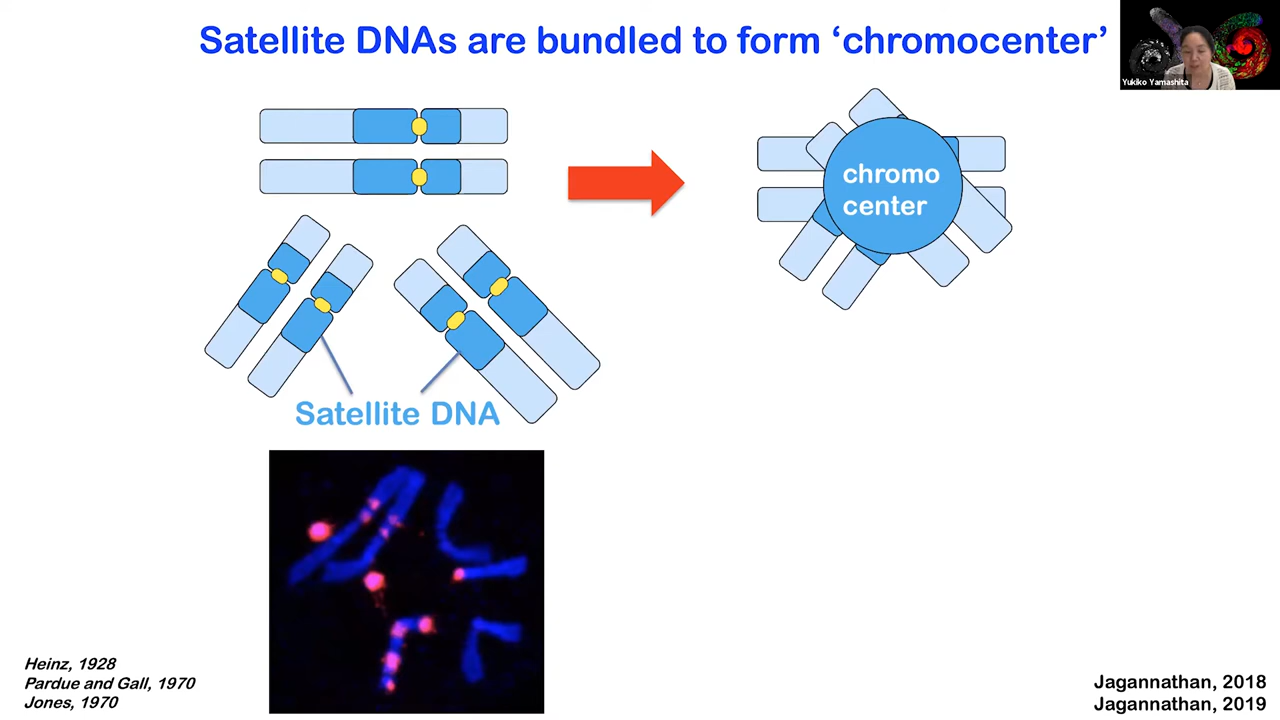 Satellite DNAs are bundled to form ‘chromocenter’
Yukiko Yamashita
chromo
center
Satellite DNA
Heinz, 1928
Pardue and Gall, 1970
Jones, 1970
Jagannathan, 2018
Jagannathan, 2019